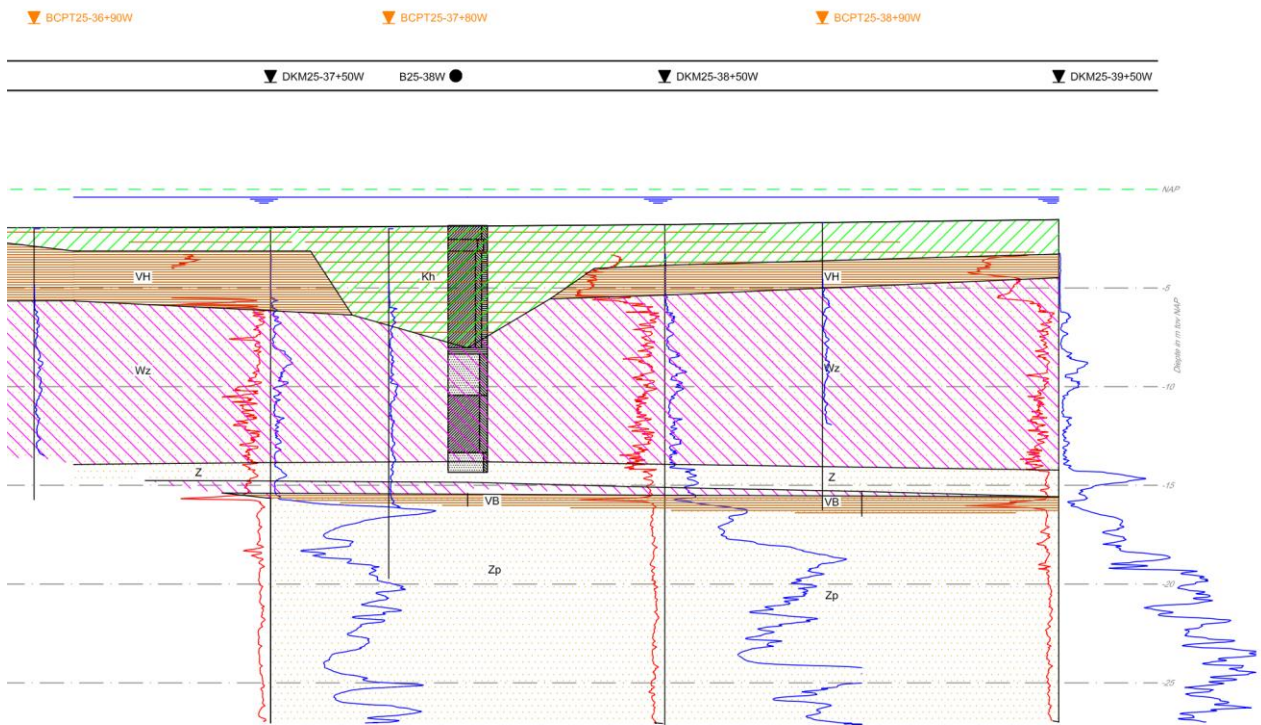 BCPT25-36+90W
BCPT25-37+80W
BCPT25-38+90W
DKM25-37+50W
B25-38W
DKM25-38+50W
DKM25-39+50W
NAP
VH
Kh
VH
-5
Diepte in m tov NAP
Wz
Wz
-10
Z
Z
-15
VB
VB
Zp
Zp
-20
-25